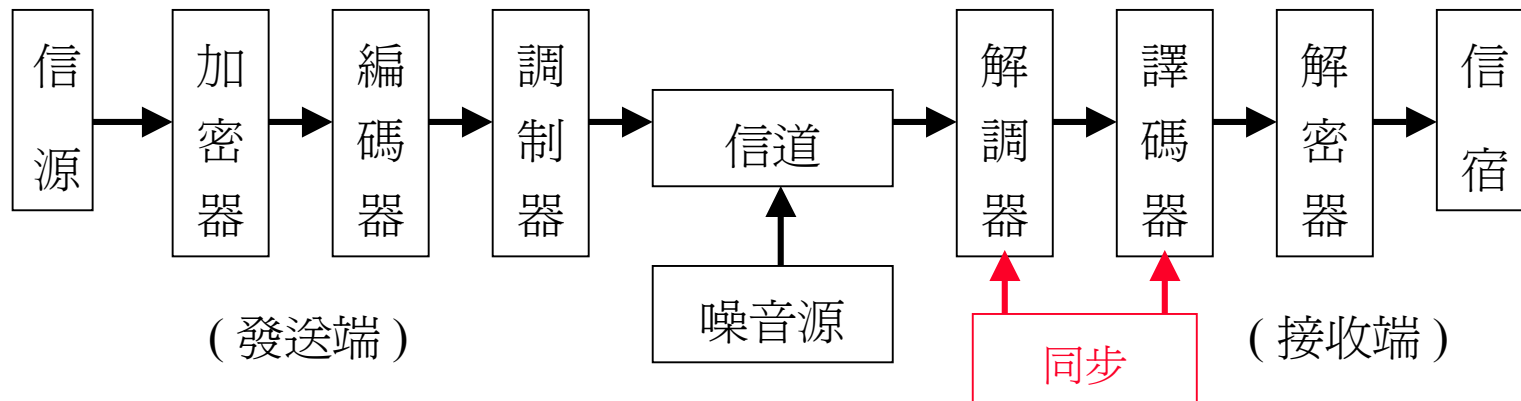 信源
加密器
編碼器
調制器
信道
解調器
譯碼器
解密器
信宿
噪音源
(發送端)
同步
(接收端)